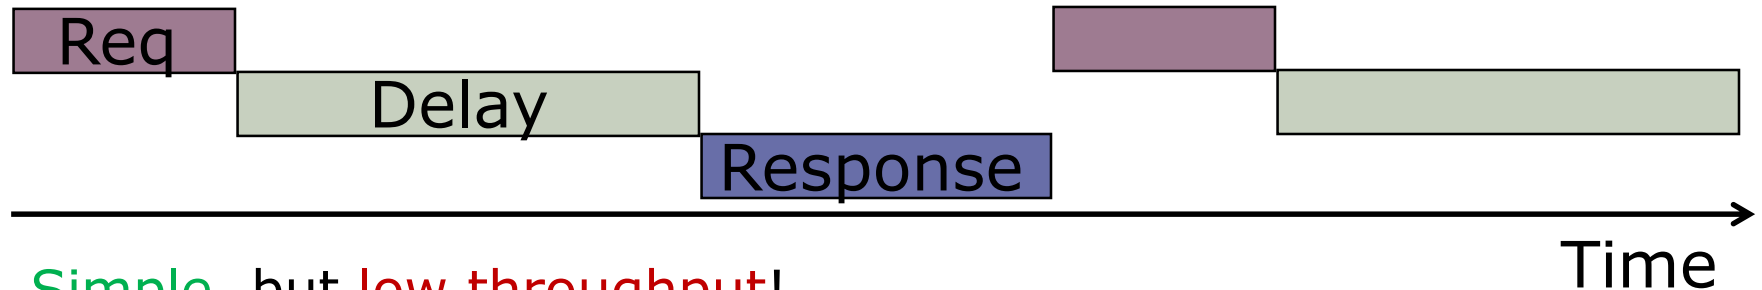 Req
Delay
Response
Time
Simple, but low throughput!